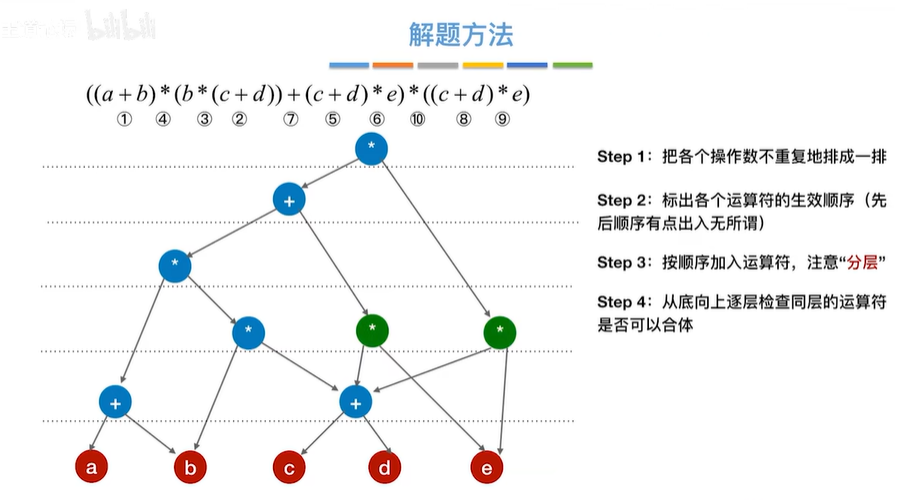 bilibili
解题方法
((a+b)*(b*(c+d))+(c+d)*e)*((c+d)*e)
① ④ ③ ② ⑦ ⑤ ⑥ ⑩ ⑧ ⑨
*
+
*
* * *
+ +
a b c d e
Step 1：把各个操作数不重复地排成一排
Step 2：标出各个运算符的生效顺序（先
后顺序有点出入无所谓）
Step 3：按顺序加入运算符，注意“分层”
Step 4：从底向上逐层检查同层的运算符
是否可以合体